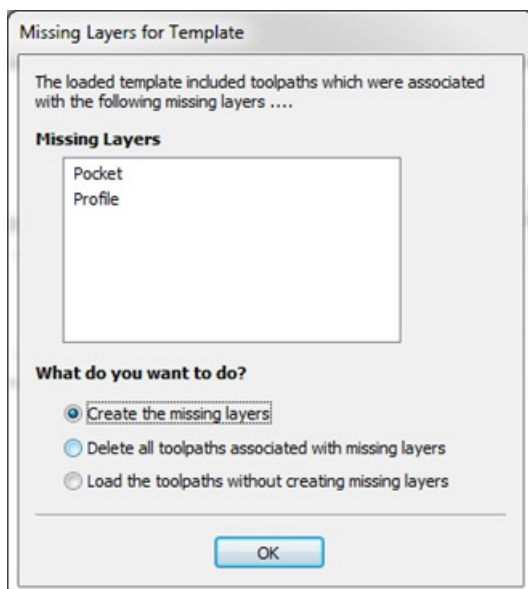 Missing Layers for Template
The loaded template included toolpaths which were associated
with the following missing layers ....
Missing Layers
Pocket
Profile
What do you want to do?
Create the missing layers
Delete all toolpaths associated with missing layers
Load the toolpaths without creating missing layers
OK